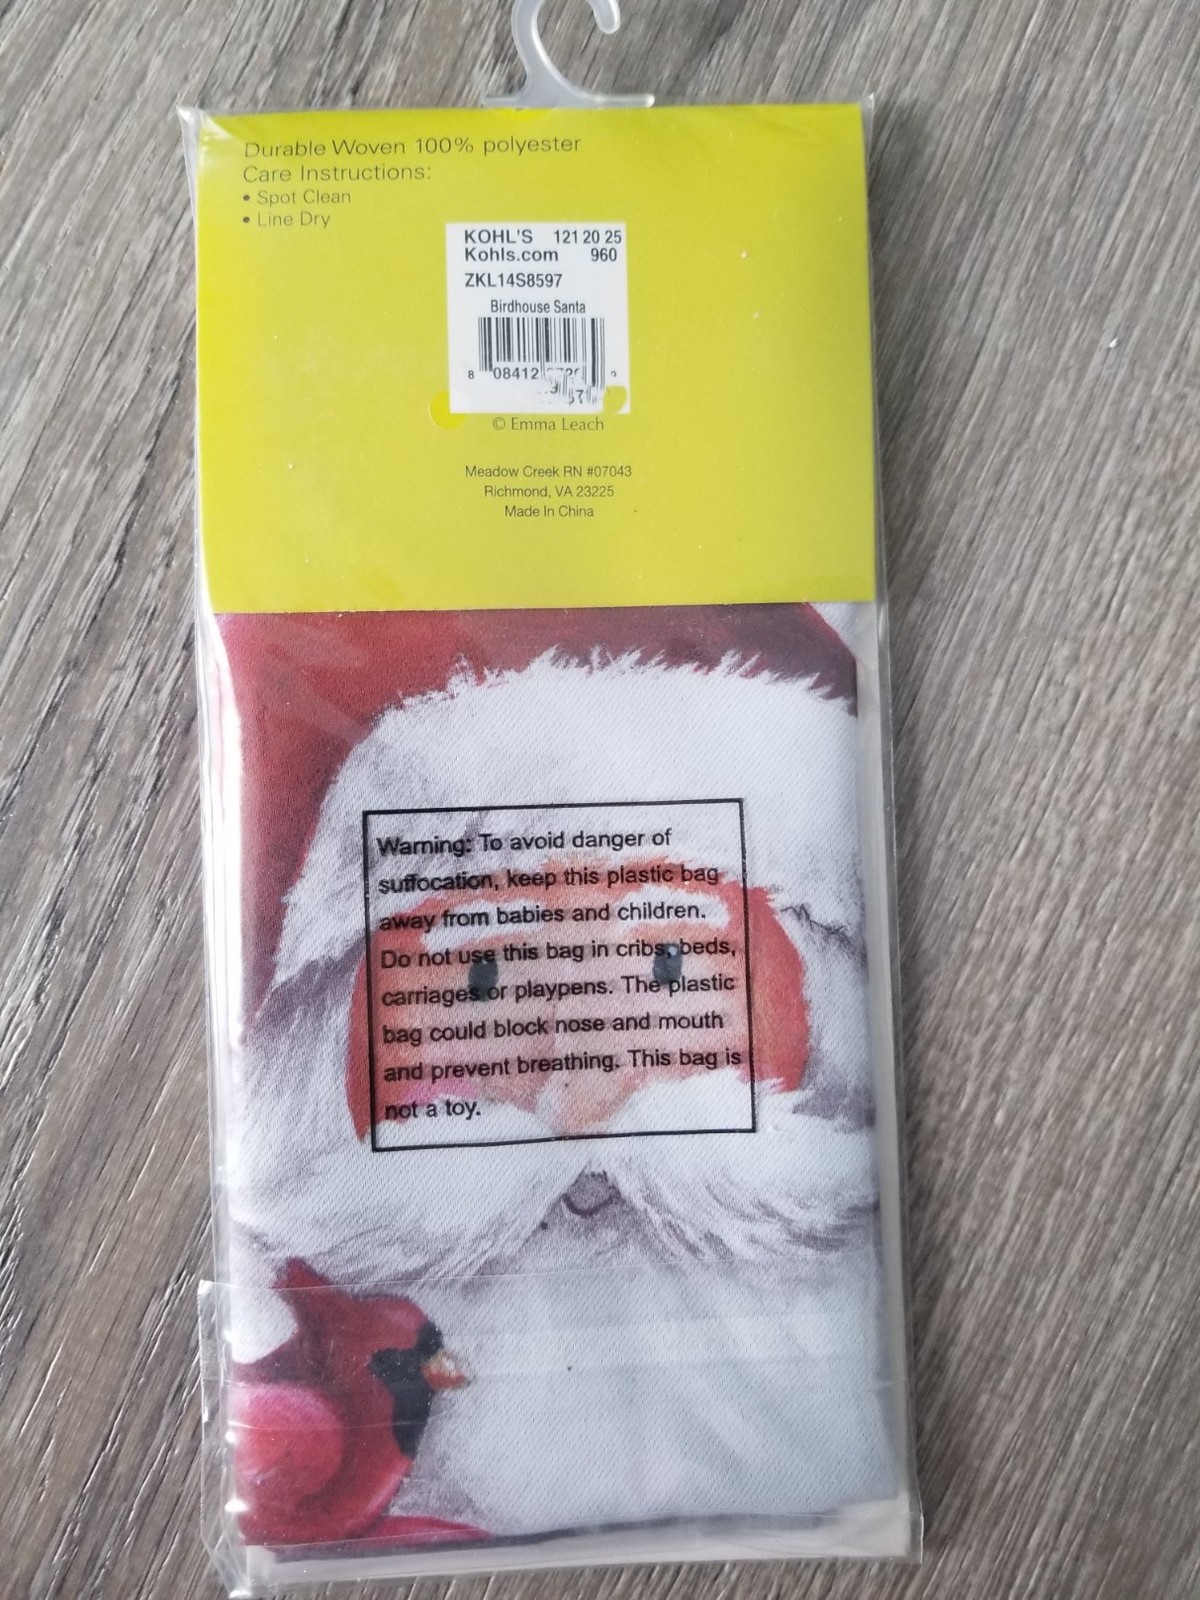 Durable Woven 100% polyester
Care Instructions:
• Spot Clean
• Line Dry
KOHL'S 121 20 25
Kohls.com 960
ZKL14S8597
Birdhouse Santa
8 08412
© Emma Leach
Meadow Creek RN #07043
Richmond, VA 23225
Made In China
Warning: To avoid danger of
suffocation, keep this plastic bag
away from babies and children.
Do not use this bag in cribs, beds,
carriages or playpens. The plastic
bag could block nose and mouth
and prevent breathing. This bag is
not a toy.